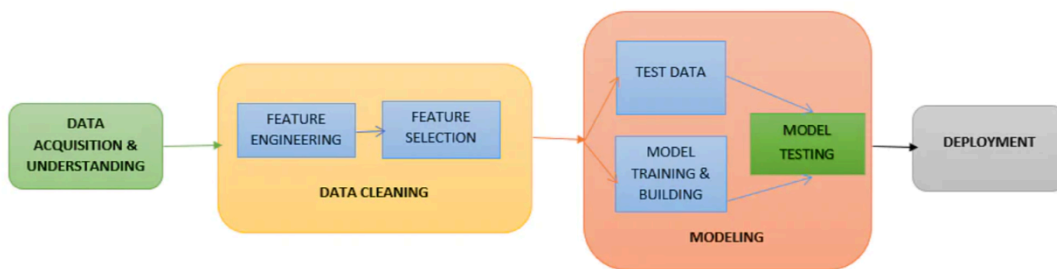 DATA
ACQUISITION &
UNDERSTANDING
FEATURE
ENGINEERING
FEATURE
SELECTION
DATA CLEANING
TEST DATA
MODEL
TRAINING &
BUILDING
MODEL
TESTING
MODELING
DEPLOYMENT